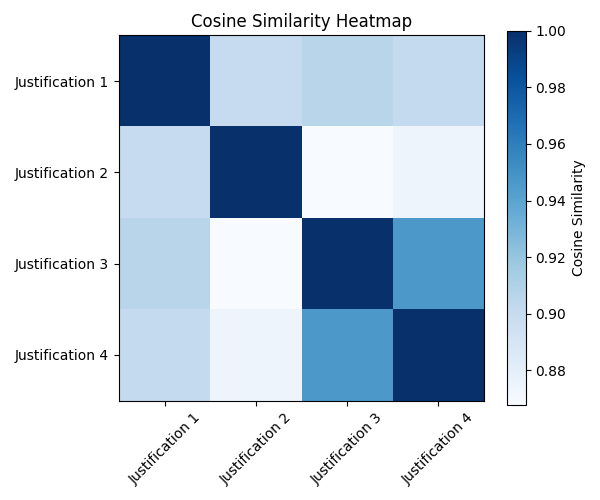 Cosine Similarity Heatmap
Justification 1
Justification 2
Justification 3
Justification 4
Justification 1
Justification 2
Justification 3
Justification 4
1.00
0.98
0.96
0.94
0.92
0.90
0.88
Cosine Similarity